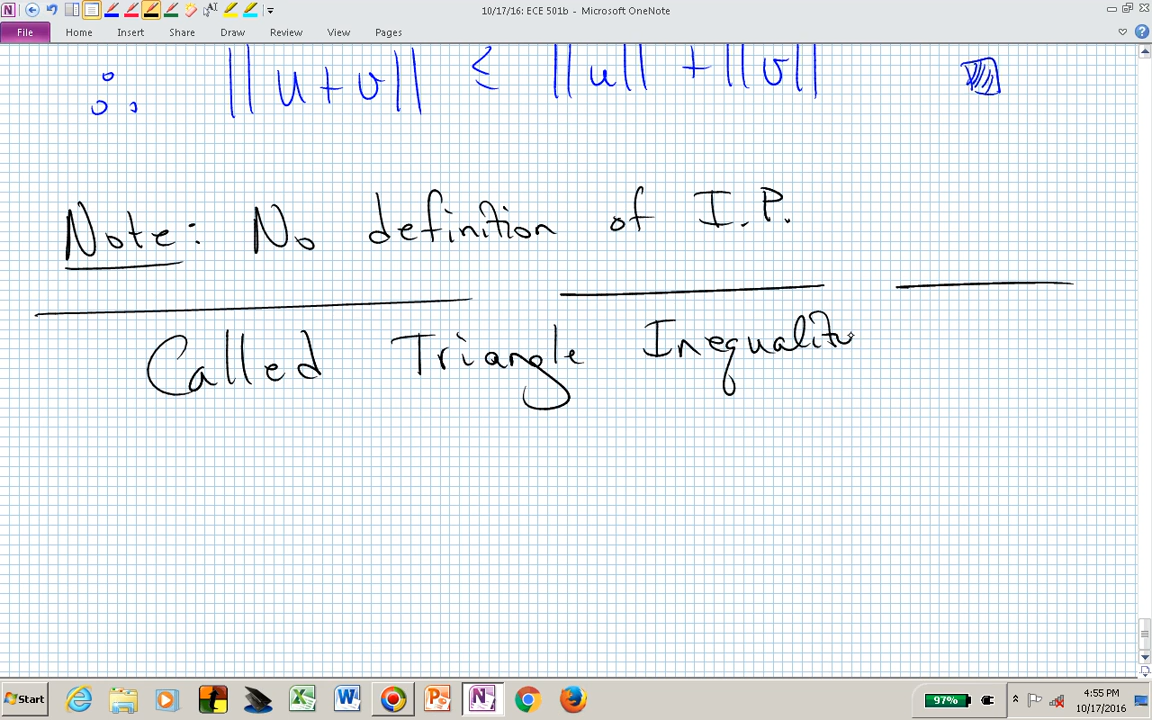 10/17/16: ECE 501b - Microsoft OneNote
File Home Insert Share Draw Review View Pages
∴ ||u+v|| ≤ ||u|| + ||v||
Note: No definition of I.P.
Called Triangle Inequality
Start
97%
4:55 PM
10/17/2016